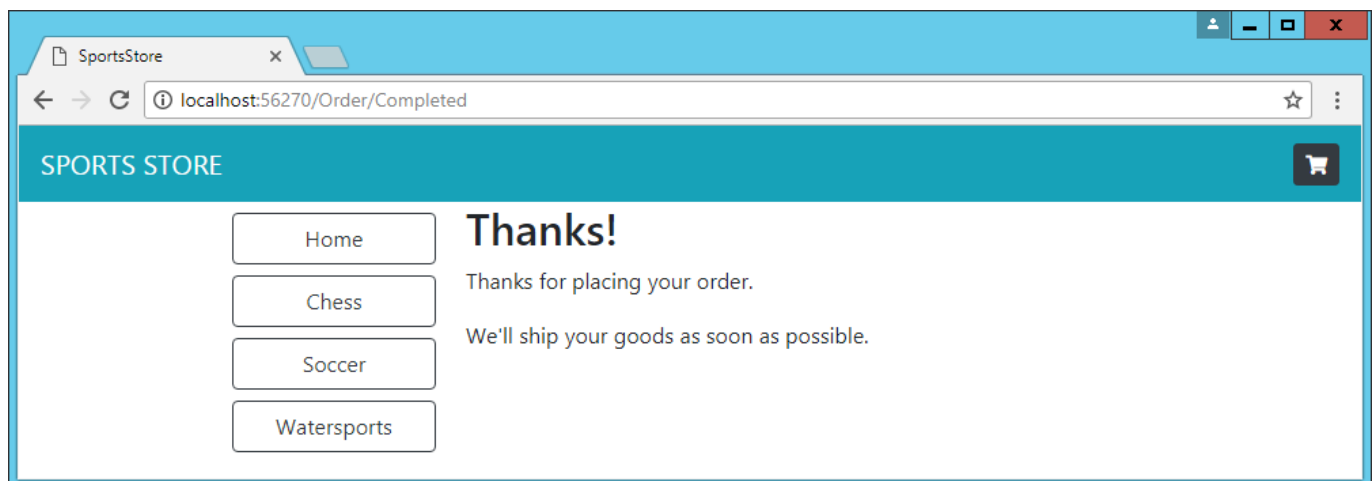 SportsStore
localhost:56270/Order/Completed
SPORTS STORE
Home
Chess
Soccer
Watersports
Thanks!
Thanks for placing your order.
We'll ship your goods as soon as possible.